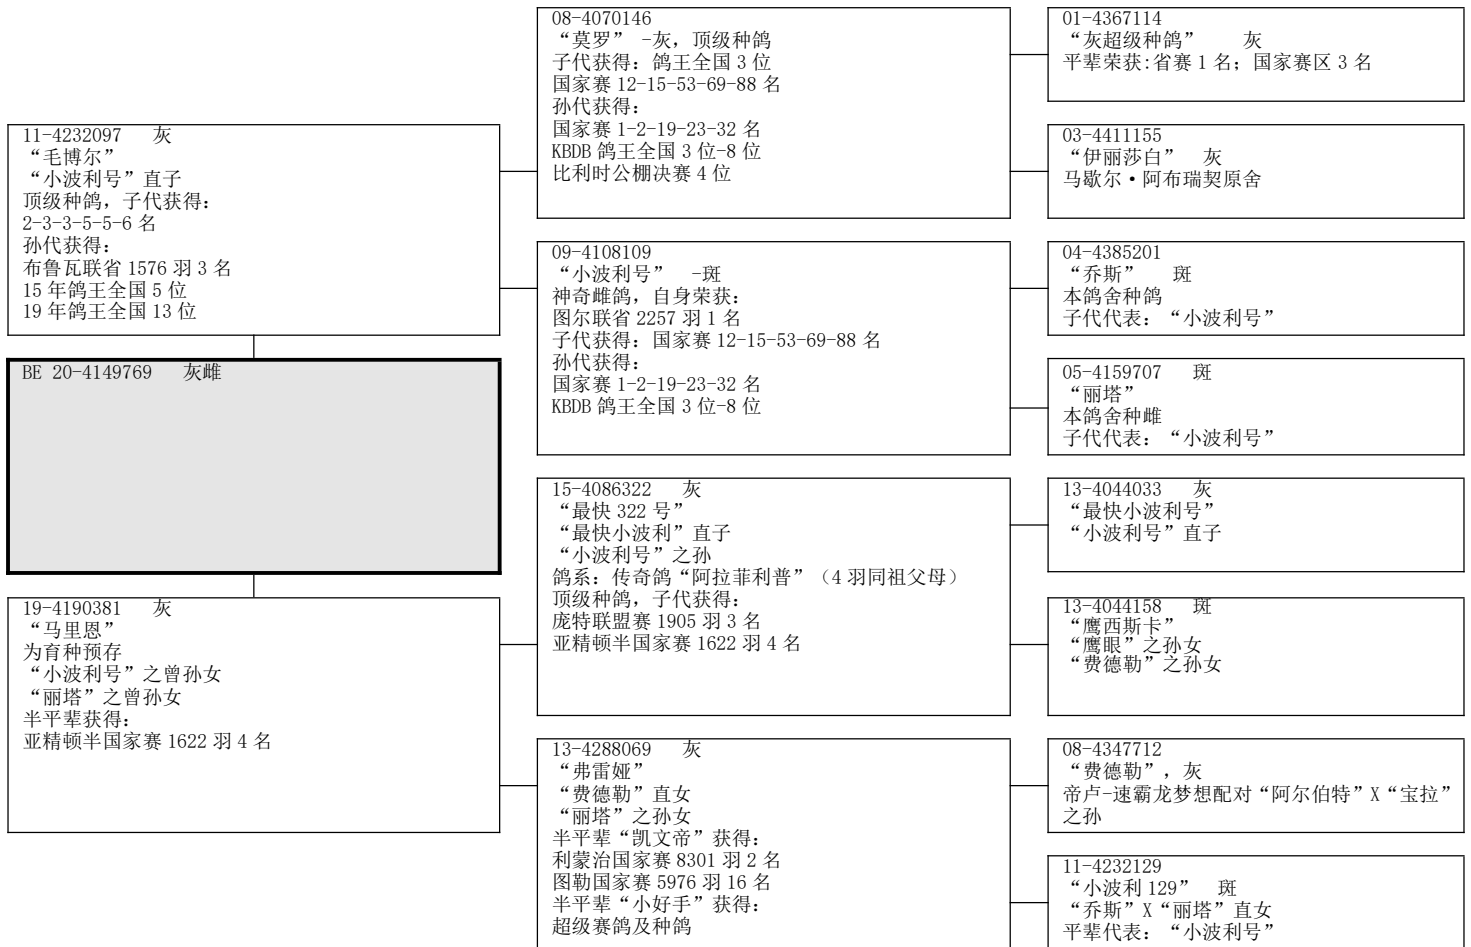 11-4232097 灰
“毛博尔”
“小波利号”直子
顶级种鸽，子代获得：
2-3-3-5-5-6 名
孙代获得：
布鲁瓦联省 1576 羽 3 名
15 年鸽王全国 5 位
19 年鸽王全国 13 位
BE 20-4149769 灰雌
19-4190381 灰
“马里恩”
为育种预存
“小波利号”之曾孙女
“丽塔”之曾孙女
半平辈获得：
亚精顿半国家赛 1622 羽 4 名
08-4070146
“莫罗” -灰，顶级种鸽
子代获得：鸽王全国 3 位
国家赛 12-15-53-69-88 名
孙代获得：
国家赛 1-2-19-23-32 名
KBDB 鸽王全国 3 位-8 位
比利时公棚决赛 4 位
09-4108109
“小波利号” -斑
神奇雌鸽，自身荣获：
图尔联省 2257 羽 1 名
子代获得：国家赛 12-15-53-69-88 名
孙代获得：
国家赛 1-2-19-23-32 名
KBDB 鸽王全国 3 位-8 位
15-4086322 灰
“最快 322 号”
“最快小波利”直子
“小波利号”之孙
鸽系：传奇鸽“阿拉菲利普”（4 羽同祖父母）
顶级种鸽，子代获得：
庞特联盟赛 1905 羽 3 名
亚精顿半国家赛 1622 羽 4 名
13-4288069 灰
“弗雷娅”
“费德勒”直女
“丽塔”之孙女
半平辈“凯文帝”获得：
利蒙治国家赛 8301 羽 2 名
图勒国家赛 5976 羽 16 名
半平辈“小好手”获得：
超级赛鸽及种鸽
01-4367114
“灰超级种鸽” 灰
平辈荣获:省赛 1 名；国家赛区 3 名
03-4411155
“伊丽莎白” 灰
马歇尔·阿布瑞契原舍
04-4385201
“乔斯” 斑
本鸽舍种鸽
子代代表：“小波利号”
05-4159707 斑
“丽塔”
本鸽舍种雌
子代代表：“小波利号”
13-4044033 灰
“最快小波利号”
“小波利号”直子
13-4044158 斑
“鹰西斯卡”
“鹰眼”之孙女
“费德勒”之孙女
08-4347712
“费德勒”，灰
帝卢-速霸龙梦想配对“阿尔伯特”X“宝拉”
之孙
11-4232129
“小波利 129” 斑
“乔斯”X“丽塔”直女
平辈代表：“小波利号”